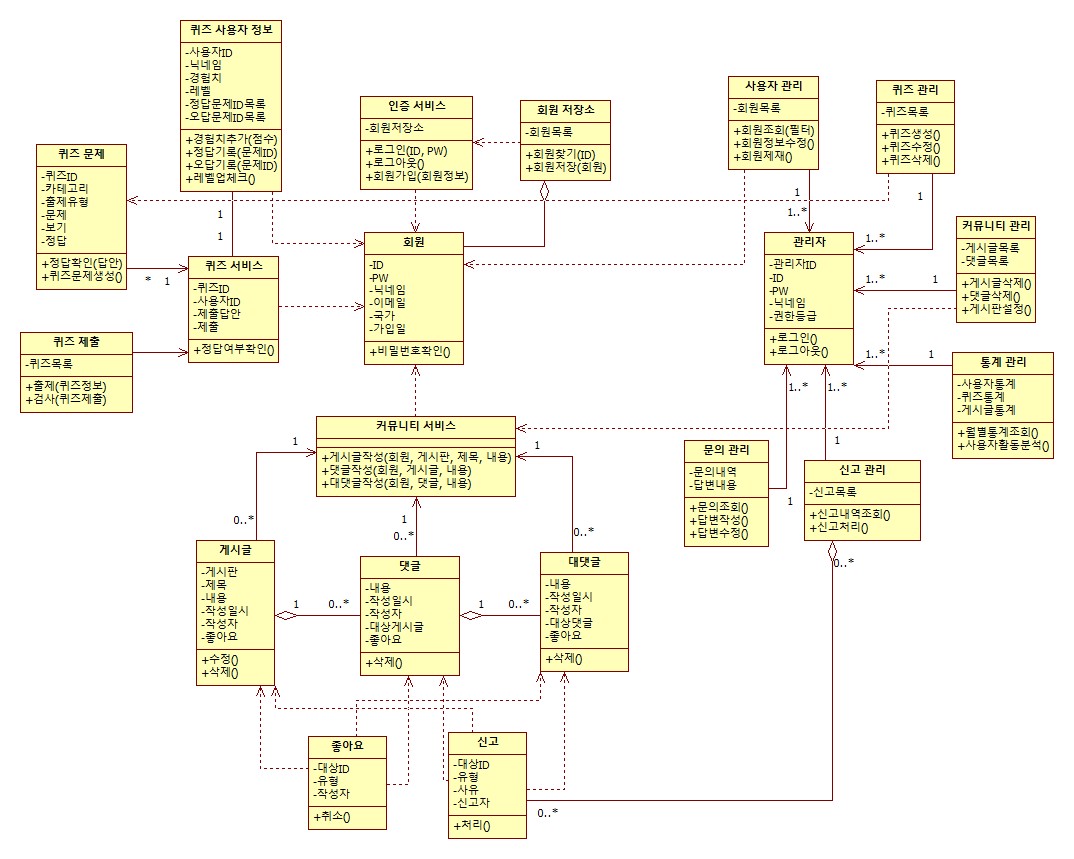 퀴즈 사용자 정보
-사용자ID
-닉네임
-경험치
-레벨
-정답문제ID목록
-오답문제ID목록
+경험치추가(점수)
+정답기록(문제ID)
+오답기록(문제ID)
+레벨업체크()
인증 서비스
-회원저장소
+로그인(ID, PW)
+로그아웃()
+회원가입(회원정보)
회원 저장소
-회원목록
+회원찾기(ID)
+회원저장(회원)
사용자 관리
-회원목록
+회원조회(필터)
+회원정보수정()
+회원제재()
퀴즈 관리
-퀴즈목록
+퀴즈생성()
+퀴즈수정()
+퀴즈삭제()
퀴즈 문제
-퀴즈ID
-카테고리
-출제유형
-문제
-보기
-정답
+정답확인(답안)
+퀴즈문제생성()
1
1
*
1
1
1..*
1
1..*
퀴즈 서비스
-퀴즈ID
-사용자ID
-제출답안
-제출
+정답여부확인()
회원
-ID
-PW
-닉네임
-이메일
-국가
-가입일
+비밀번호확인()
관리자
-관리자ID
-ID
-PW
-닉네임
-권한등급
+로그인()
+로그아웃()
커뮤니티 관리
-게시글목록
-댓글목록
+게시글삭제()
+댓글삭제()
+게시판설정()
1..*
1
퀴즈 제출
-퀴즈목록
+출제(퀴즈정보)
+검사(퀴즈제출)
1..*
1
통계 관리
-사용자통계
-퀴즈통계
-게시글통계
+월별통계조회()
+사용자활동분석()
1..*
1..*
커뮤니티 서비스
+게시글작성(회원, 게시판, 제목, 내용)
+댓글작성(회원, 게시글, 내용)
+대댓글작성(회원, 댓글, 내용)
1
1
1
문의 관리
-문의내역
-답변내용
+문의조회()
+답변작성()
+답변수정()
1
신고 관리
-신고목록
+신고내역조회()
+신고처리()
0..*
0..*
1
0..*
0..*
게시글
-게시판
-제목
-내용
-작성일시
-작성자
-좋아요
+수정()
+삭제()
1
0..*
댓글
-내용
-작성일시
-작성자
-대상게시글
-좋아요
+삭제()
1
0..*
대댓글
-내용
-작성일시
-작성자
-대상댓글
-좋아요
+삭제()
좋아요
-대상ID
-유형
-작성자
+취소()
신고
-대상ID
-유형
-사유
-신고자
+처리()
0..*